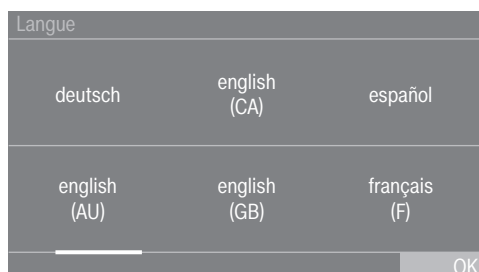 Langue
deutsch
english
(CA)
español
english
(AU)
english
(GB)
français
(F)
OK